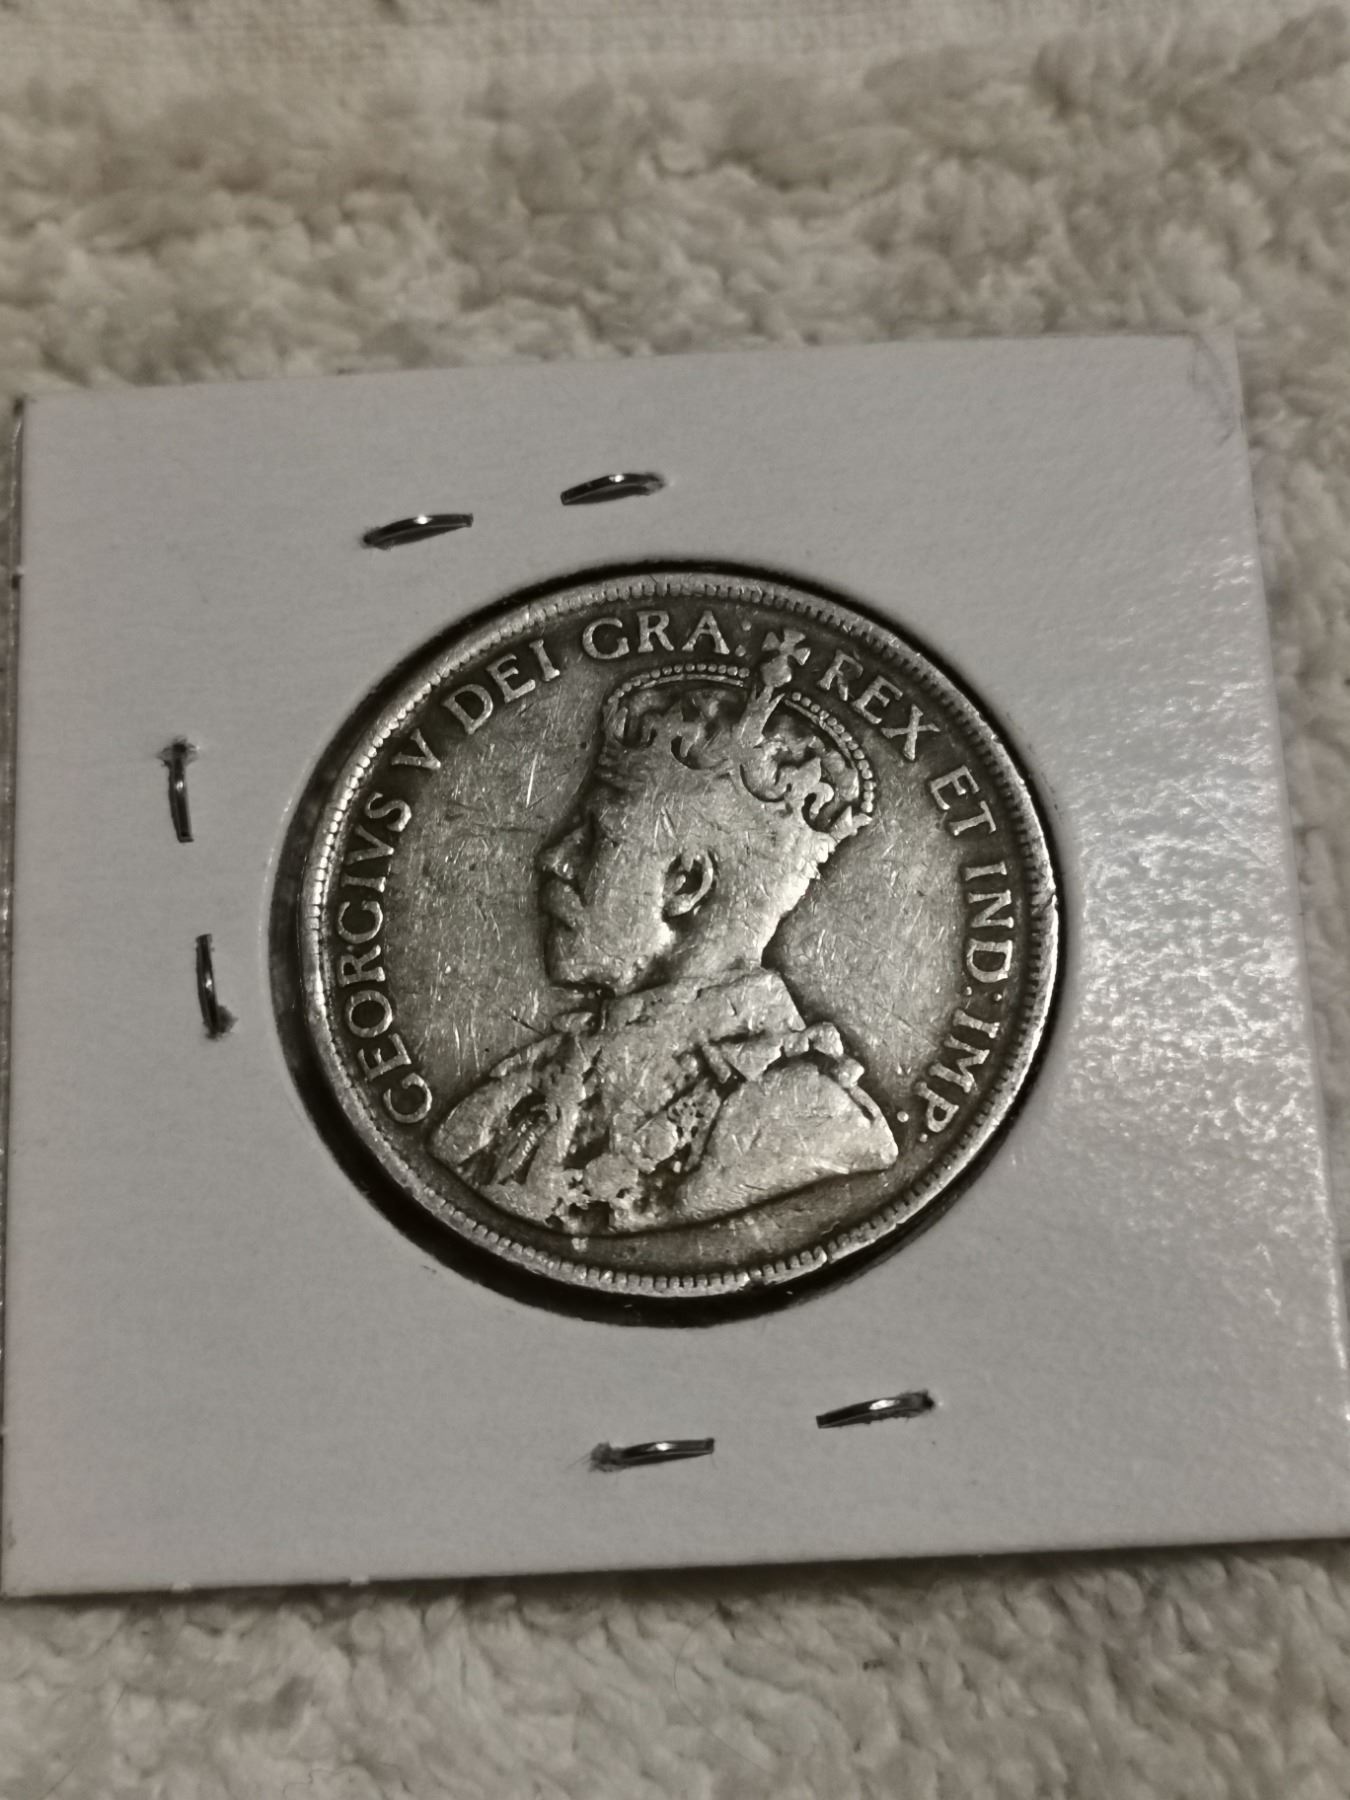 GEORGIVS V DEI GRA: REX ET IND: IMP: